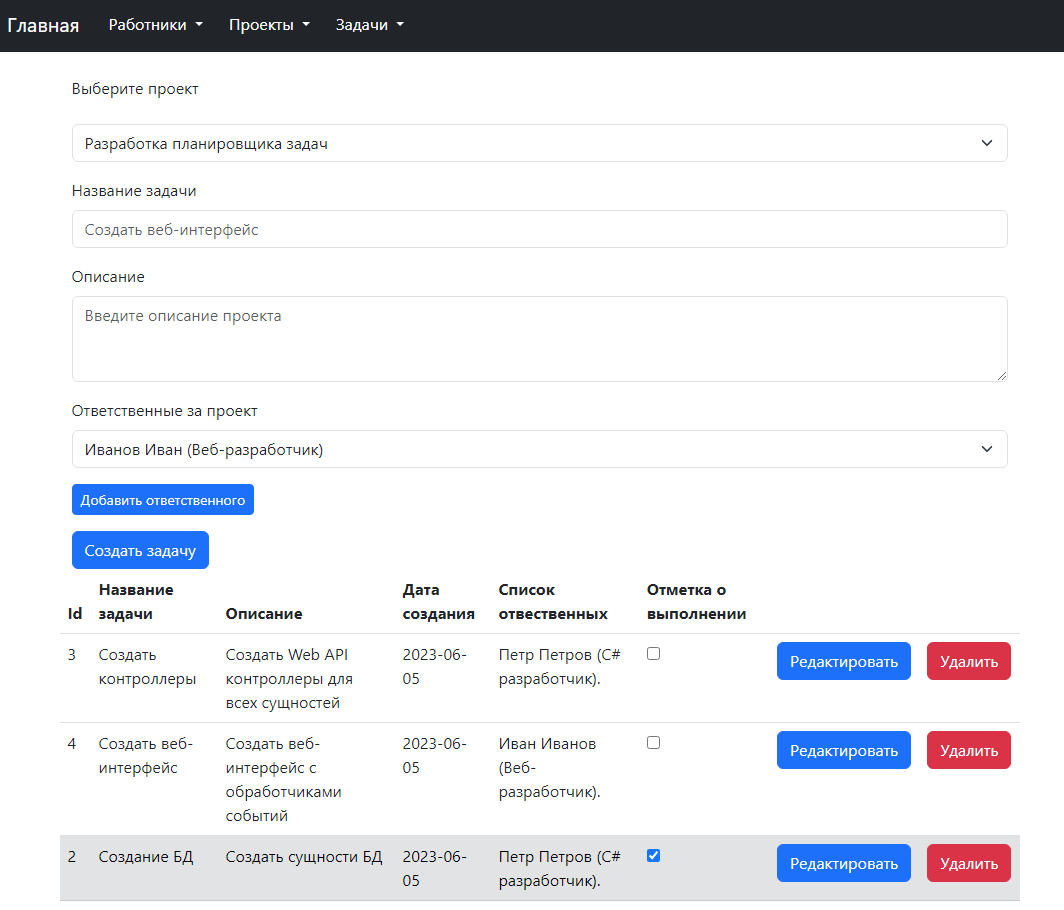 Главная Работники Проекты Задачи
Выберите проект
Разработка планировщика задач
Название задачи
Создать веб-интерфейс
Описание
Введите описание проекта
Ответственные за проект
Иванов Иван (Веб-разработчик)
Добавить ответственного
Создать задачу
Id Название задачи Описание Дата создания Список отвественных Отметка о выполнении
3 Создать контроллеры Создать Web API контроллеры для всех сущностей 2023-06-05 Петр Петров (C# разработчик). Редактировать Удалить
4 Создать веб-интерфейс Создать веб-интерфейс с обработчиками событий 2023-06-05 Иван Иванов (Веб-разработчик). Редактировать Удалить
2 Создание БД Создать сущности БД 2023-06-05 Петр Петров (C# разработчик). Редактировать Удалить